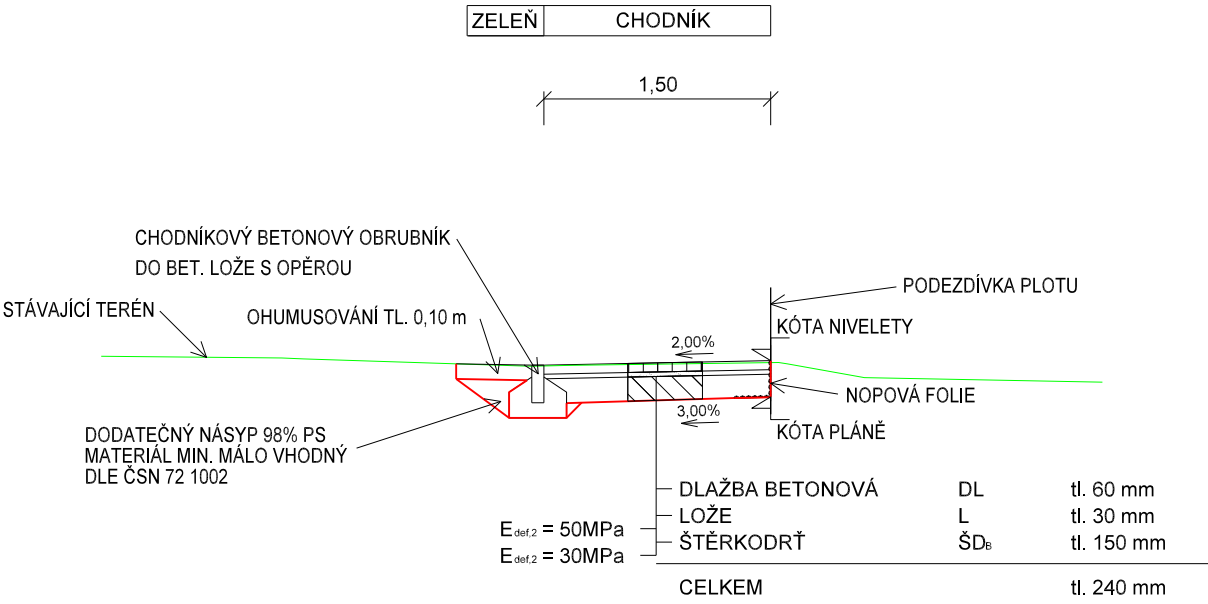 ZELEŇ CHODNÍK
1,50
CHODNÍKOVÝ BETONOVÝ OBRUBNÍK
DO BET. LOŽE S OPĚROU
STÁVAJÍCÍ TERÉN
OHUMUSOVÁNÍ TL. 0,10 m
PODEZDÍVKA PLOTU
KÓTA NIVELETY
2,00%
NOPOVÁ FOLIE
3,00%
KÓTA PLÁNĚ
DODATEČNÝ NÁSYP 98% PS
MATERIÁL MIN. MÁLO VHODNÝ
DLE ČSN 72 1002
DLAŽBA BETONOVÁ DL tl. 60 mm
LOŽE L tl. 30 mm
E def,2 = 50MPa
ŠTĚRKODRŤ ŠDB tl. 150 mm
E def,2 = 30MPa
CELKEM tl. 240 mm